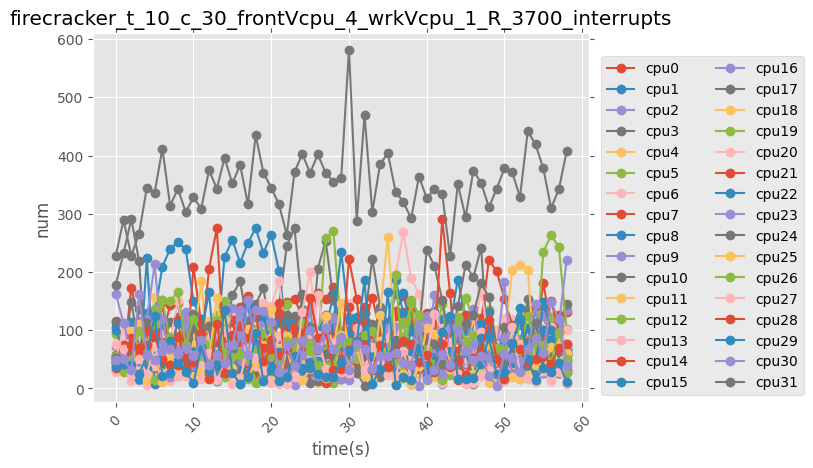 firecracker_t_10_c_30_frontVcpu_4_wrkVcpu_1_R_3700_interrupts
600
500
400
300
200
100
0
num
0
10
20
30
40
50
60
time(s)
cpu0
cpu1
cpu2
cpu3
cpu4
cpu5
cpu6
cpu7
cpu8
cpu9
cpu10
cpu11
cpu12
cpu13
cpu14
cpu15
cpu16
cpu17
cpu18
cpu19
cpu20
cpu21
cpu22
cpu23
cpu24
cpu25
cpu26
cpu27
cpu28
cpu29
cpu30
cpu31